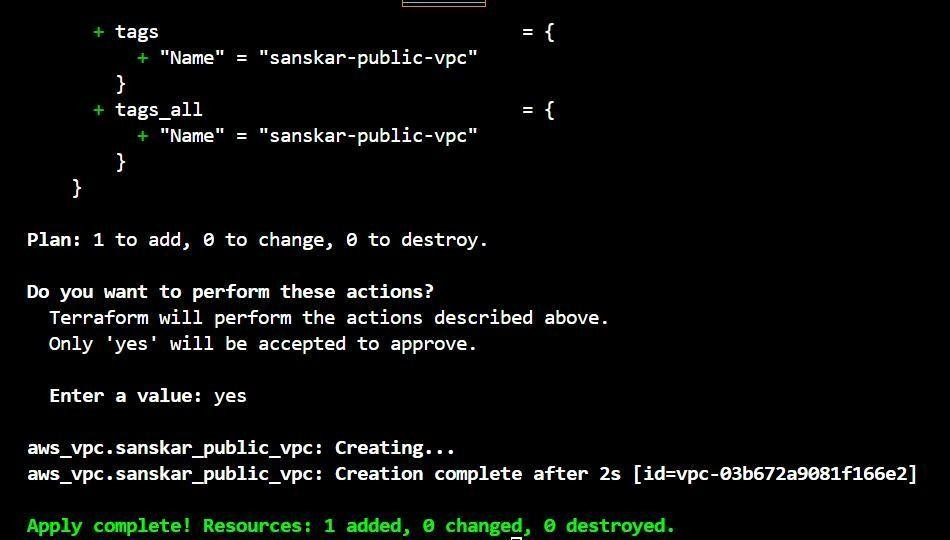 + tags = {
+ "Name" = "sanskar-public-vpc"
}
+ tags_all = {
+ "Name" = "sanskar-public-vpc"
}
}
Plan: 1 to add, 0 to change, 0 to destroy.
Do you want to perform these actions?
Terraform will perform the actions described above.
Only 'yes' will be accepted to approve.
Enter a value: yes
aws_vpc.sanskar_public_vpc: Creating...
aws_vpc.sanskar_public_vpc: Creation complete after 2s [id=vpc-03b672a9081f166e2]
Apply complete! Resources: 1 added, 0 changed, 0 destroyed.